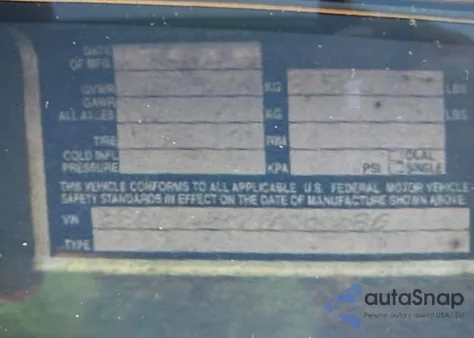 DATE
OF MFG
GVWR KG LBS
GAWR
ALL AXLES KG LBS
TIRE RIM
COLD INFL. DUAL
PRESSURE KPA PSI SINGLE
THIS VEHICLE CONFORMS TO ALL APPLICABLE U.S. FEDERAL MOTOR VEHICLE
SAFETY STANDARDS IN EFFECT ON THE DATE OF MANUFACTURE SHOWN ABOVE.
VIN
TYPE
autoSnap
Pewne auta z aukcji USA i EU